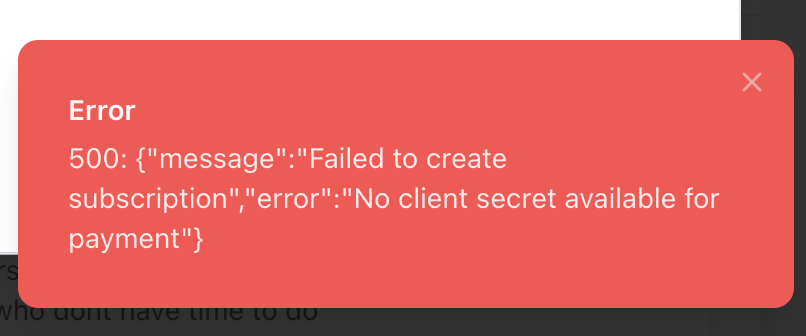 Error
500: {"message":"Failed to create
subscription","error":"No client secret available for
payment"}
rs
who dont have time to do